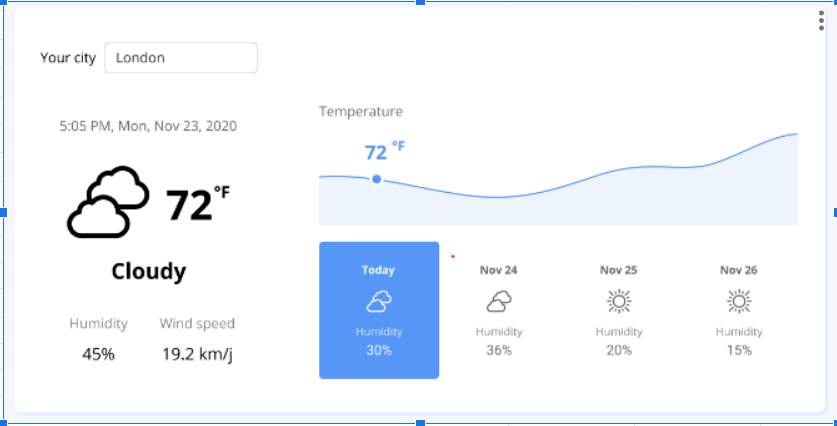 Your city London
5:05 PM, Mon, Nov 23, 2020
72 °F
Cloudy
Humidity Wind speed
45% 19.2 km/j
Temperature
72 °F
Today Nov 24 Nov 25 Nov 26
Humidity Humidity Humidity Humidity
30% 36% 20% 15%